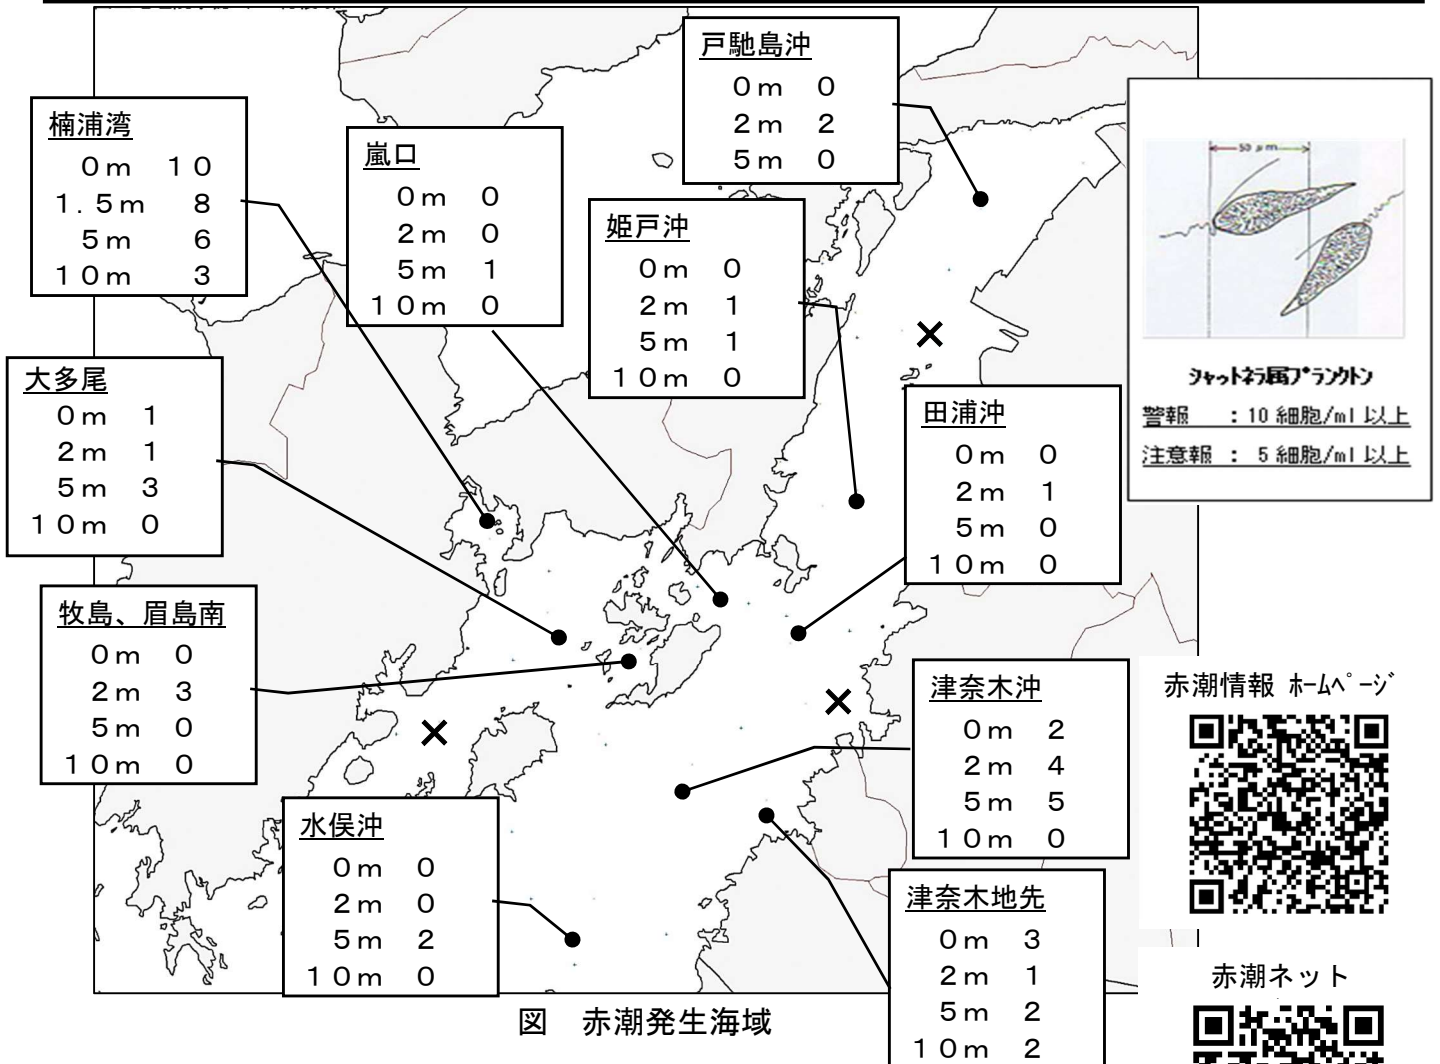 戸馳島沖
0m 0
2m 2
5m 0
楠浦湾
0m 10
1.5m 8
5m 6
10m 3
嵐口
0m 0
2m 0
5m 1
10m 0
姫戸沖
0m 0
2m 1
5m 1
10m 0
50μm
シャットネラ属プランクトン
警報 : 10 細胞/ml 以上
注意報 : 5 細胞/ml 以上
大多尾
0m 1
2m 1
5m 3
10m 0
田浦沖
0m 0
2m 1
5m 0
10m 0
牧島、眉島南
0m 0
2m 3
5m 0
10m 0
津奈木沖
0m 2
2m 4
5m 5
10m 0
赤潮情報 ホームページ
水俣沖
0m 0
2m 0
5m 2
10m 0
津奈木地先
0m 3
2m 1
5m 2
10m 2
赤潮ネット
図 赤潮発生海域